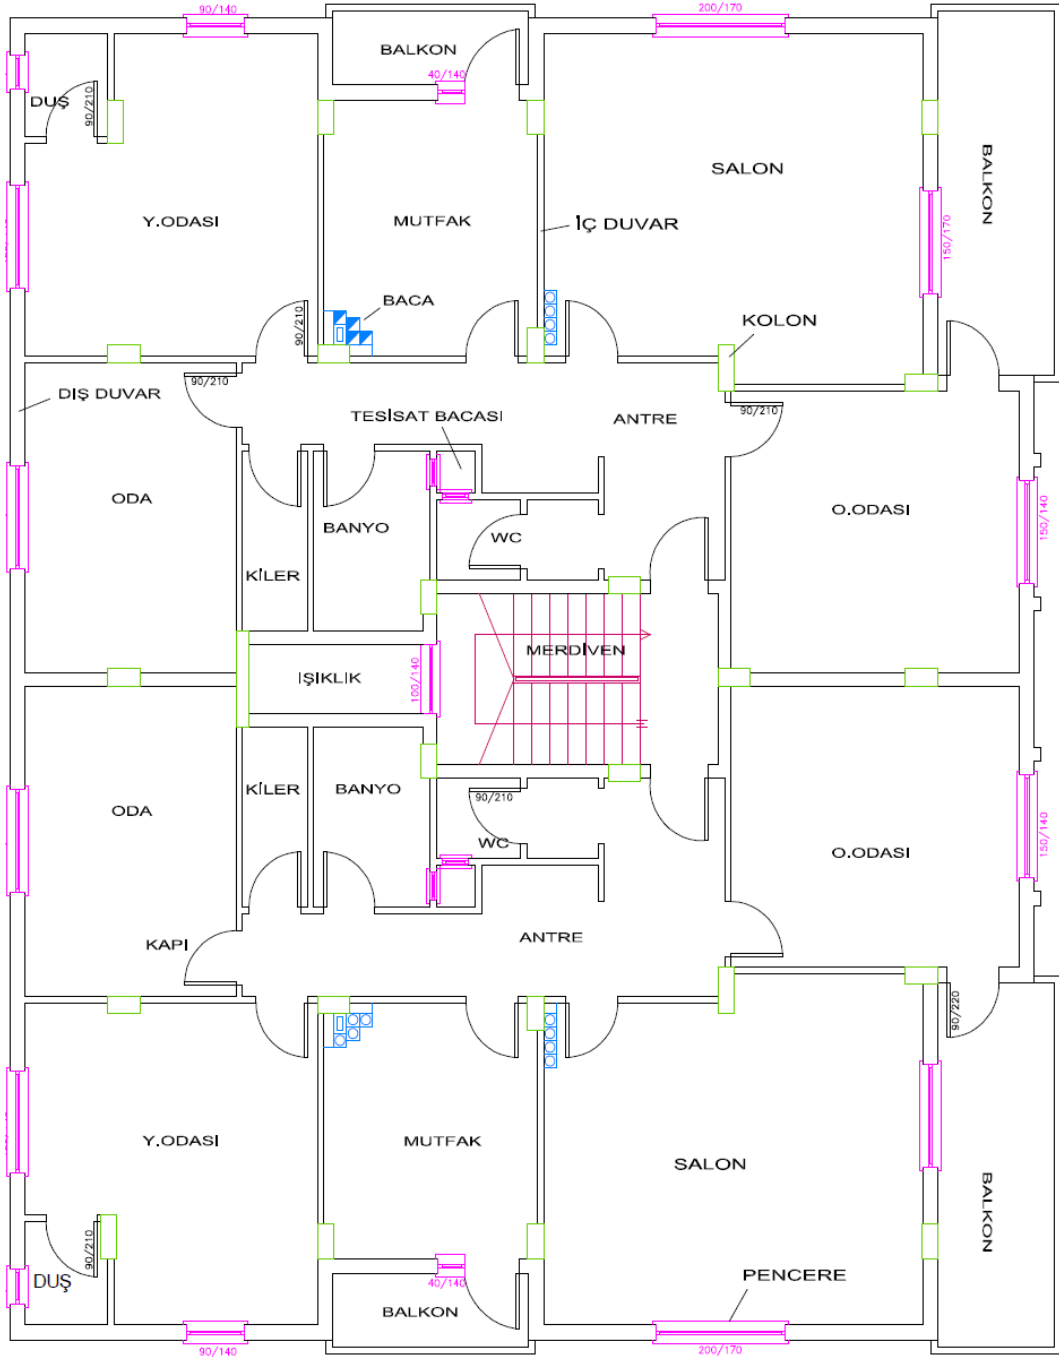 90/140
200/170
BALKON
40/140
DUŞ
90/210
SALON
BALKON
Y.ODASI
MUTFAK
İÇ DUVAR
150/170
BACA
90/210
KOLON
90/210
DIŞ DUVAR
TESİSAT BACASI
ANTRE
90/210
ODA
BANYO
WC
O.ODASI
150/140
KİLER
MERDİVEN
IŞIKLIK
100/140
ODA
KİLER
BANYO
90/210
WC
O.ODASI
150/140
KAPI
ANTRE
90/220
Y.ODASI
MUTFAK
SALON
BALKON
90/210
DUŞ
40/140
PENCERE
BALKON
90/140
200/170